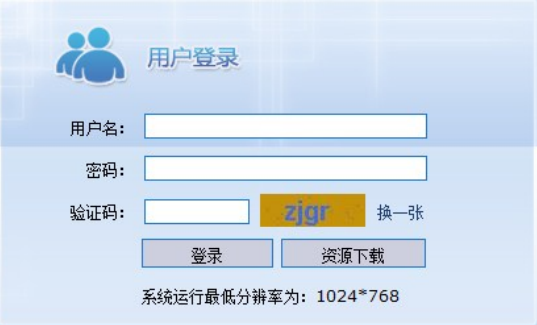 用户登录
用户名：
密码：
验证码： zjgr 换一张
登录 资源下载
系统运行最低分辨率为：1024*768